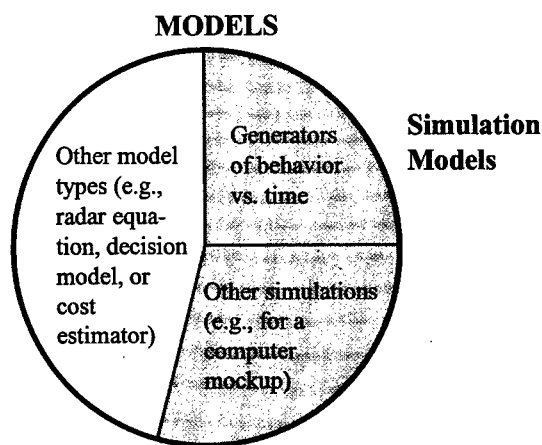 MODELS
Generators
of behavior
vs. time
Simulation
Models
Other model
types (e.g.,
radar equa-
tion, decision
model, or
cost
estimator)
Other simulations
(e.g., for a
computer
mockup)